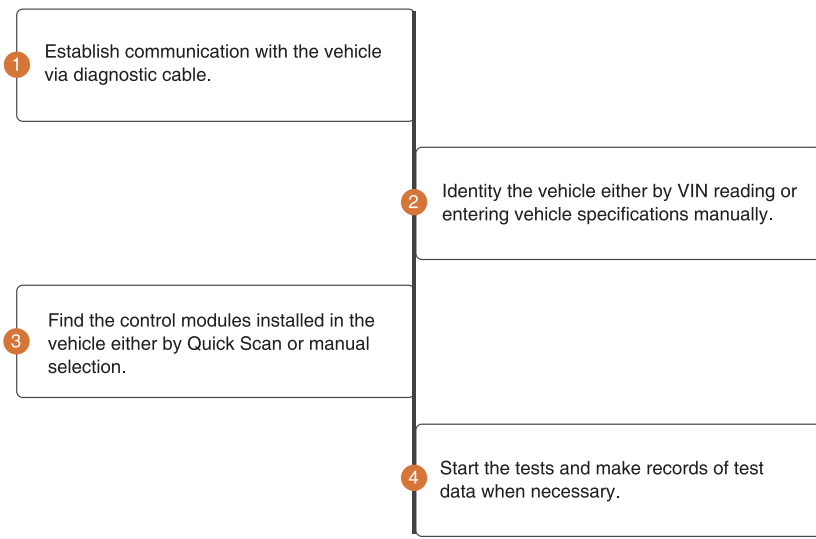 1
Establish communication with the vehicle
via diagnostic cable.
2
Identity the vehicle either by VIN reading or
entering vehicle specifications manually.
3
Find the control modules installed in the
vehicle either by Quick Scan or manual
selection.
4
Start the tests and make records of test
data when necessary.